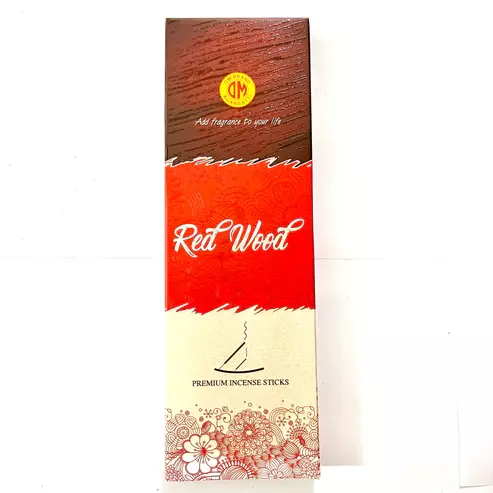 DM
Add fragrance to your life
Red Wood
PREMIUM INCENSE STICKS